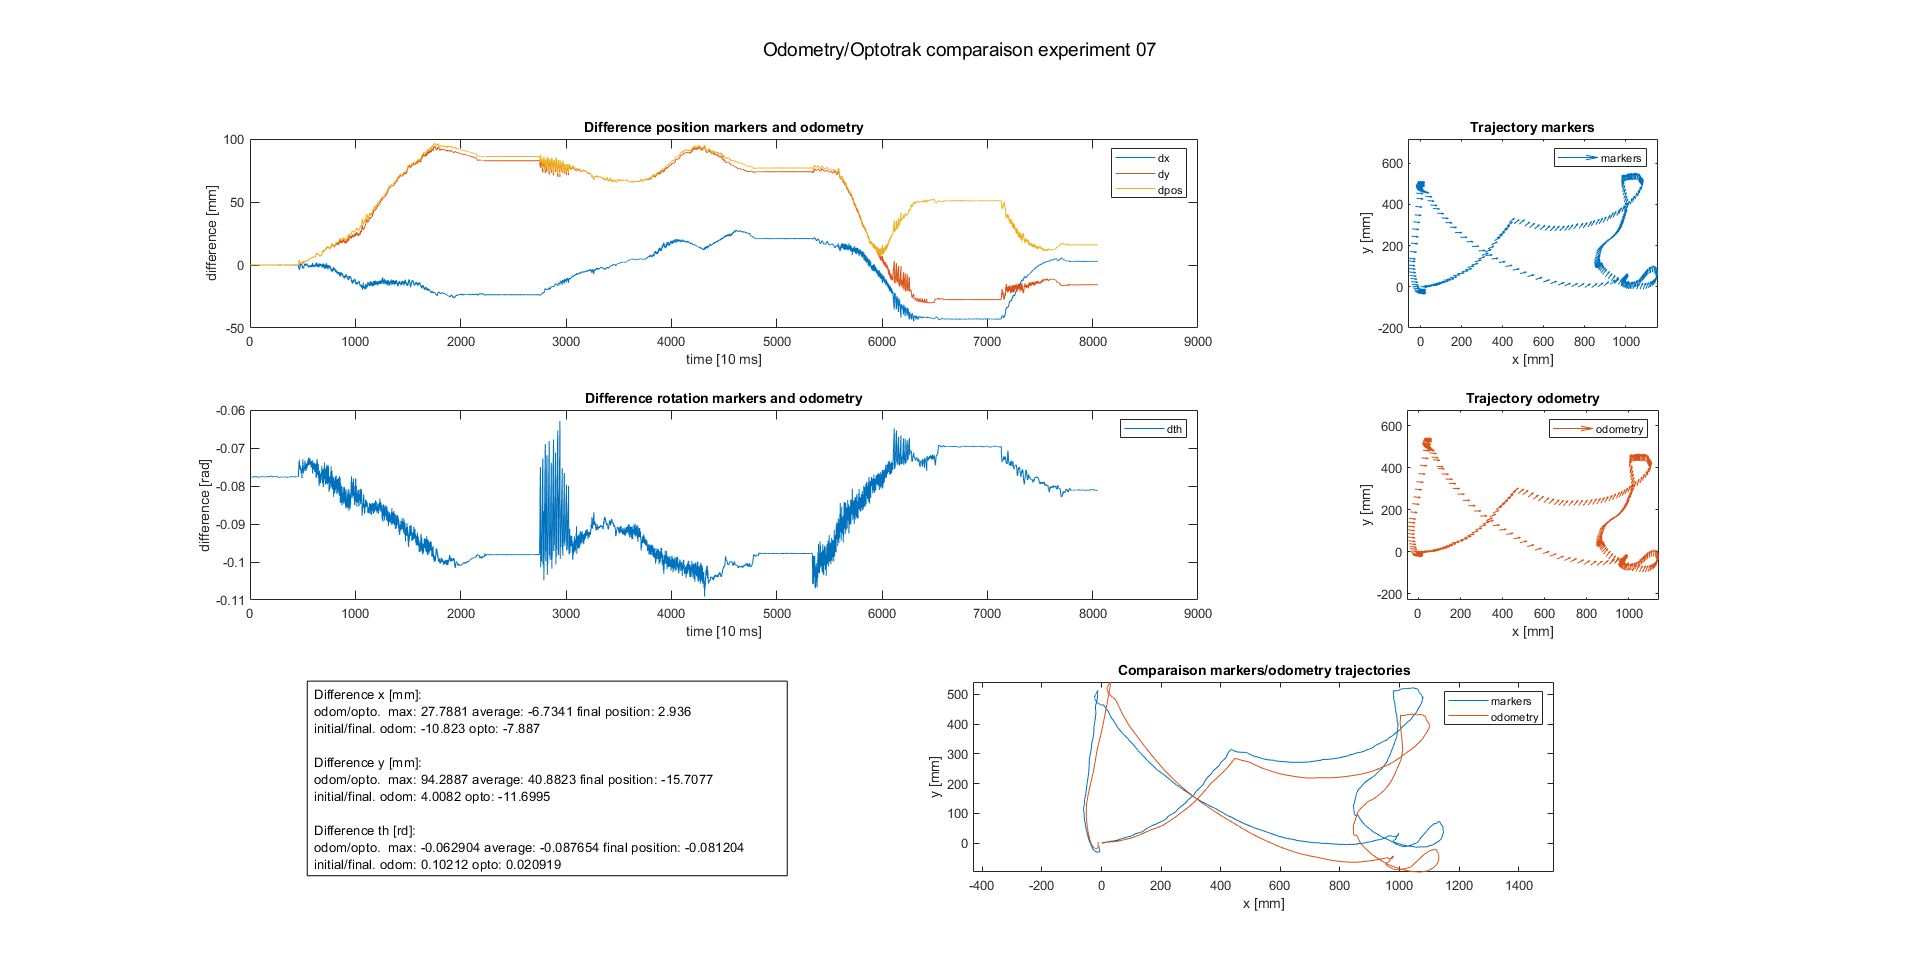 Odometry/Optotrak comparaison experiment 07
Difference position markers and odometry
100
50
0
-50
difference [mm]
0 1000 2000 3000 4000 5000 6000 7000 8000 9000
time [10 ms]
dx
dy
dpos
Trajectory markers
600
400
200
0
-200
y [mm]
0 200 400 600 800 1000
x [mm]
markers
Difference rotation markers and odometry
-0.06
-0.07
-0.08
-0.09
-0.1
-0.11
difference [rad]
0 1000 2000 3000 4000 5000 6000 7000 8000 9000
time [10 ms]
dth
Trajectory odometry
600
400
200
0
-200
y [mm]
0 200 400 600 800 1000
x [mm]
odometry
Difference x [mm]:
odom/opto. max: 27.7881 average: -6.7341 final position: 2.936
initial/final. odom: -10.823 opto: -7.887
Difference y [mm]:
odom/opto. max: 94.2887 average: 40.8823 final position: -15.7077
initial/final. odom: 4.0082 opto: -11.6995
Difference th [rd]:
odom/opto. max: -0.062904 average: -0.087654 final position: -0.081204
initial/final. odom: 0.10212 opto: 0.020919
Comparaison markers/odometry trajectories
500
400
300
200
100
0
y [mm]
-400 -200 0 200 400 600 800 1000 1200 1400
x [mm]
markers
odometry